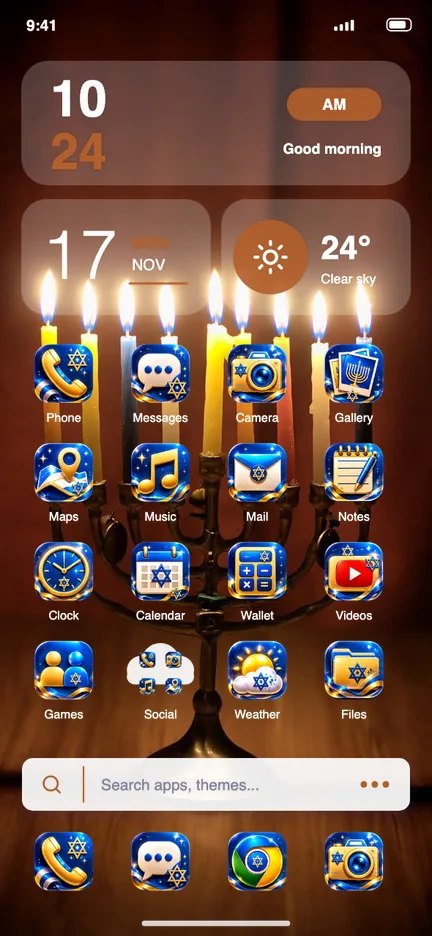 9:41
10
24
AM
Good morning
17
NOV
24°
Clear sky
Phone
Messages
Camera
Gallery
Maps
Music
Mail
Notes
Clock
Calendar
Wallet
Videos
Games
Social
Weather
Files
Search apps, themes...